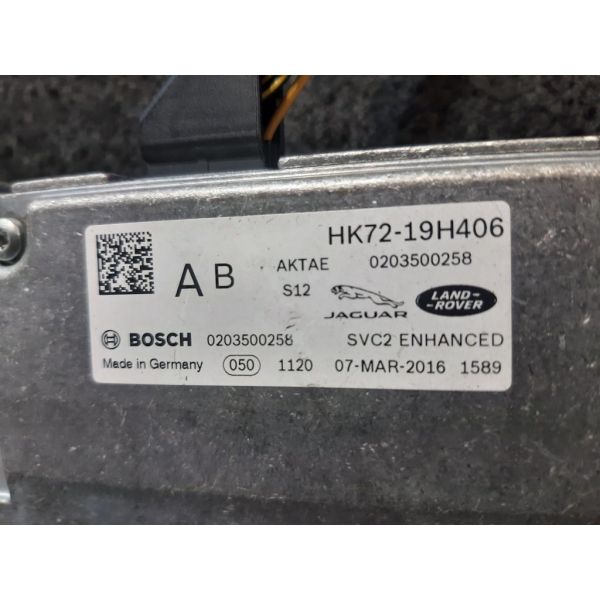 HK72-19H406
A B AKTAE 0203500258
S12 JAGUAR LAND-ROVER
BOSCH 0203500258 SVC2 ENHANCED
Made in Germany 050 1120 07-MAR-2016 1589